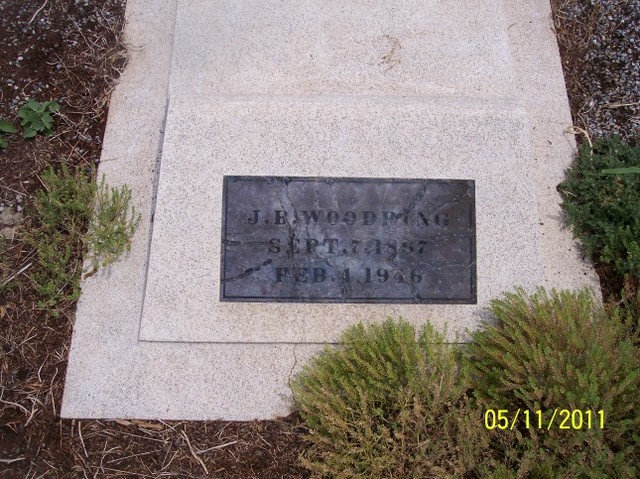 J.B.WOODRING
SEPT.7,1887
FEB.4,1946
05/11/2011